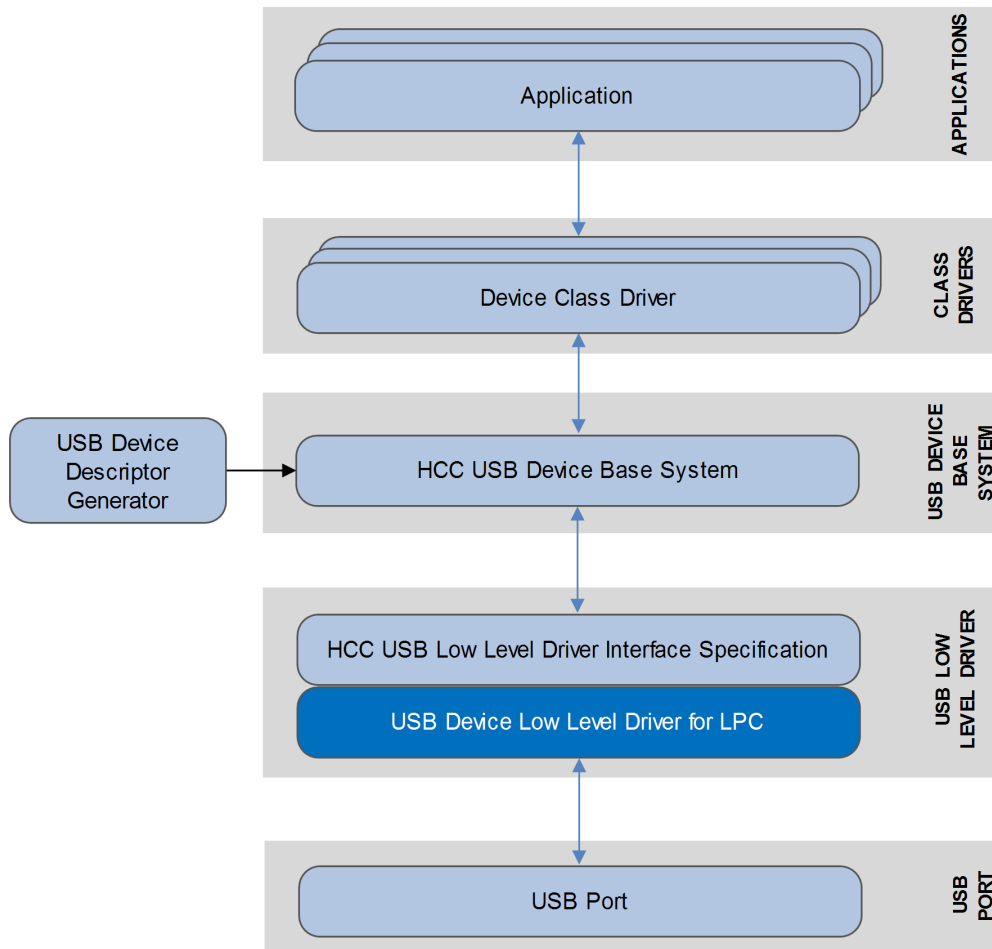 Application
APPLICATIONS
Device Class Driver
CLASS
DRIVERS
USB Device
Descriptor
Generator
HCC USB Device Base System
USB DEVICE
BASE
SYSTEM
HCC USB Low Level Driver Interface Specification
USB Device Low Level Driver for LPC
USB LOW
LEVEL DRIVER
USB Port
USB
PORT